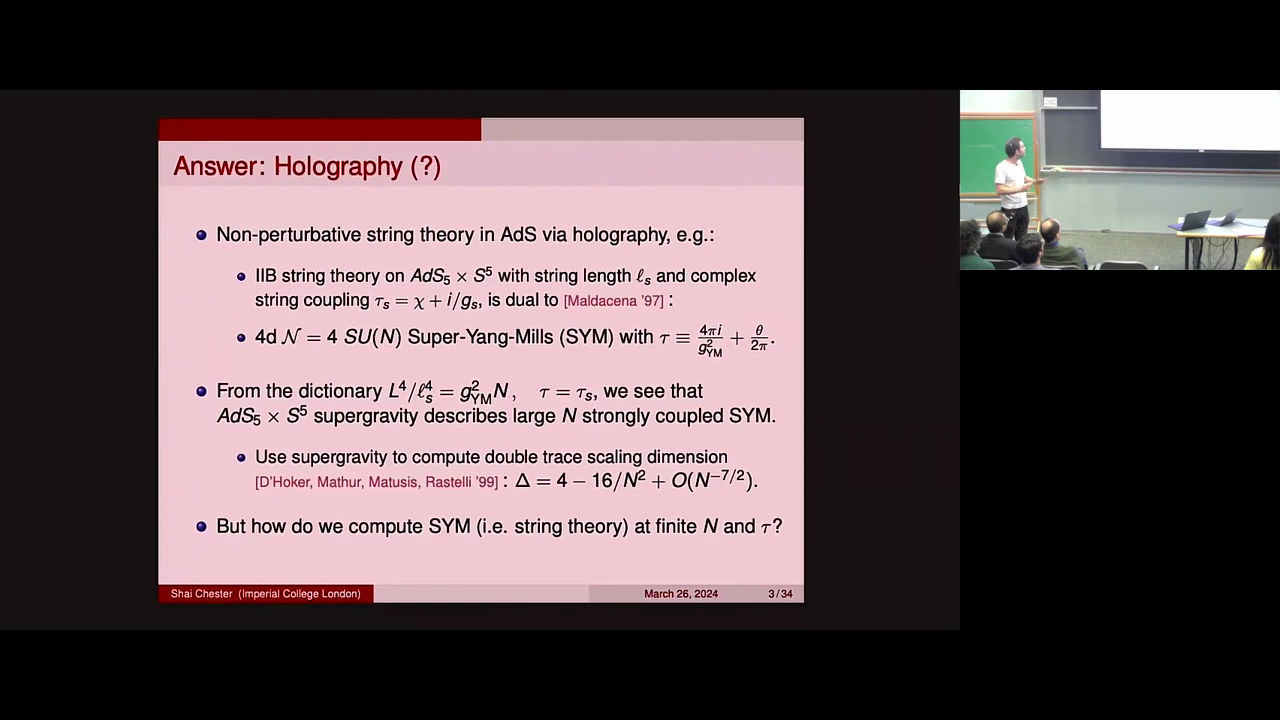 Answer: Holography (?)
Non-perturbative string theory in AdS via holography, e.g.:
IIB string theory on AdS₅ × S⁵ with string length ℓₛ and complex
string coupling τₛ = χ + i/gₛ, is dual to [Maldacena '97] :
4d 𝒩 = 4 SU(N) Super-Yang-Mills (SYM) with τ ≡ 4πi/g²_YM + θ/2π.
From the dictionary L⁴/ℓₛ⁴ = g²_YM N, τ = τₛ, we see that
AdS₅ × S⁵ supergravity describes large N strongly coupled SYM.
Use supergravity to compute double trace scaling dimension
[D'Hoker, Mathur, Matusis, Rastelli '99] : Δ = 4 − 16/N² + O(N^−7/2).
But how do we compute SYM (i.e. string theory) at finite N and τ?
Shai Chester (Imperial College London) March 26, 2024 3 / 34